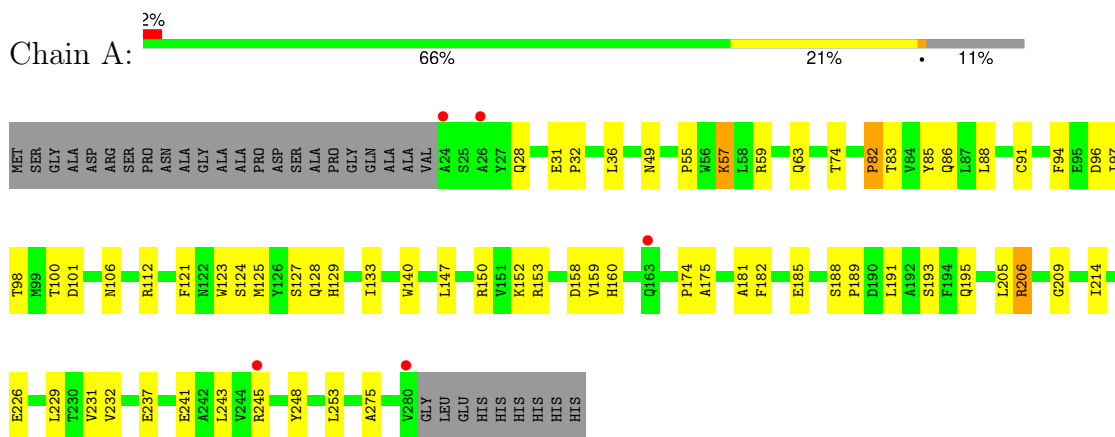 2%
Chain A:
66% 21% • 11%
MET SER GLY ALA ASP ARG SER PRO ASN ALA GLY ALA ALA PRO ASP SER ALA PRO GLY GLN ALA ALA VAL A24 S25 A26 Y27 Q28 E31 P32 L36 N49 P55 W56 K57 L58 R59 Q63 T74 P82 T83 V84 Y85 Q86 L87 L88 C91 F94 E95 D96
T98 M99 T100 D101 N106 R112 F121 N122 W123 S124 M125 Y126 S127 Q128 H129 I133 W140 L147 R150 V151 K152 R153 D158 V159 H160 Q163 P174 A175 A181 F182 E185 S188 P189 D190 L191 A192 S193 F194 Q195 L205 R206 G209 I214
E226 L229 T230 V231 V232 E237 E241 A242 L243 V244 R245 Y248 L253 A275 V280 GLY LEU GLU HIS HIS HIS HIS HIS HIS